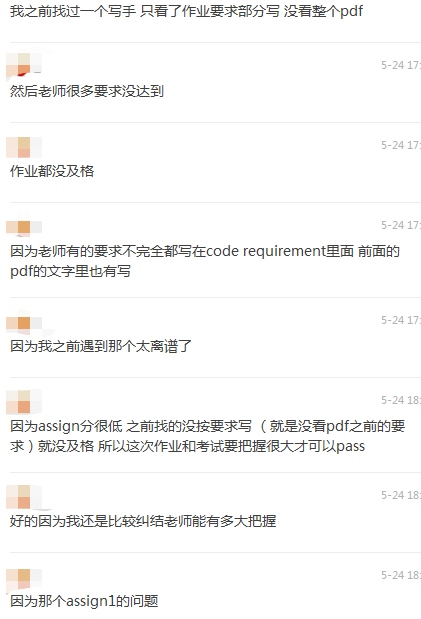 我之前找过一个写手 只看了作业要求部分写 没看整个pdf
5-24 17:
然后老师很多要求没达到
5-24 17:
作业都没及格
5-24 17:
因为老师有的要求不完全都写在code requirement里面 前面的
pdf的文字里也有写
5-24 17:
因为我之前遇到那个太离谱了
5-24 18:
因为assign分很低 之前找的没按要求写 （ 就是没看pdf之前的要
求 ) 就没及格 所以这次作业和考试要把握很大才可以pass
5-24 18:
好的因为我还是比较纠结老师能有多大把握
5-24 18:
因为那个assign1的问题